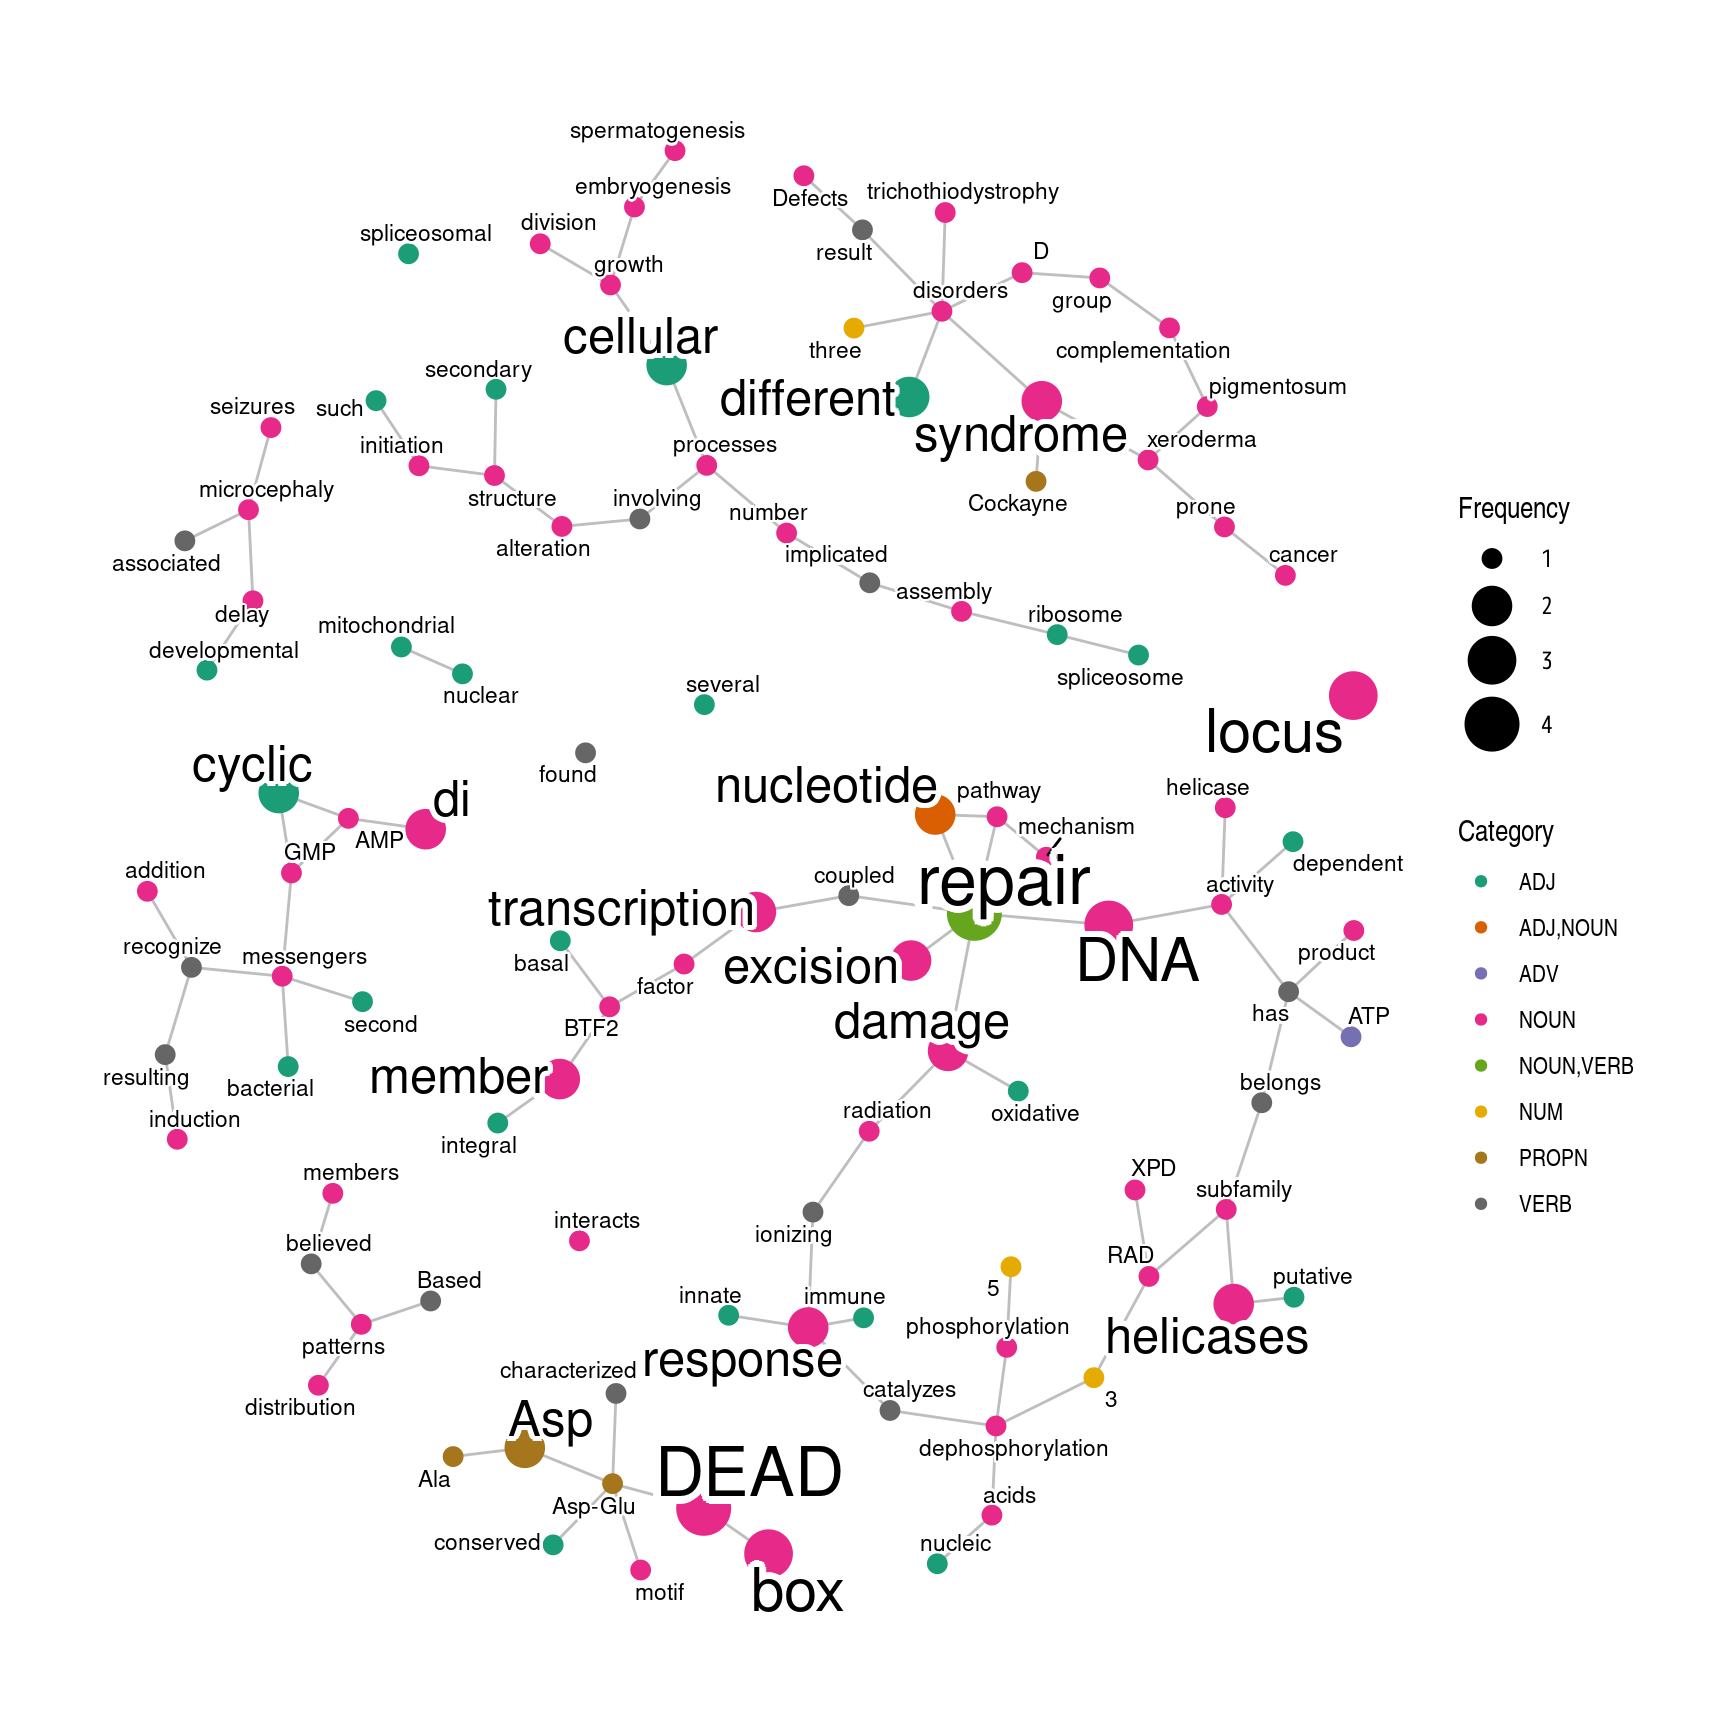 spermatogenesis
embryogenesis
Defects
trichothiodystrophy
division
spliceosomal
result
D
growth
disorders
group
cellular
three
complementation
secondary
different
pigmentosum
seizures
such
syndrome
xeroderma
initiation
processes
microcephaly
structure
involving
number
Cockayne
prone
alteration
implicated
cancer
associated
assembly
delay
mitochondrial
ribosome
developmental
nuclear
several
spliceosome
locus
cyclic
found
di
nucleotide
pathway
helicase
mechanism
AMP
GMP
addition
coupled
repair
activity
dependent
transcription
recognize
messengers
basal
excision
DNA
product
factor
second
BTF2
damage
has
ATP
resulting
bacterial
member
belongs
induction
integral
radiation
oxidative
members
XPD
subfamily
interacts
believed
ionizing
RAD
Based
innate
immune
5
putative
patterns
phosphorylation
helicases
characterized
response
catalyzes
3
distribution
Asp
dephosphorylation
Ala
DEAD
Asp-Glu
acids
conserved
nucleic
motif
box
Frequency
1
2
3
4
Category
ADJ
ADJ,NOUN
ADV
NOUN
NOUN,VERB
NUM
PROPN
VERB